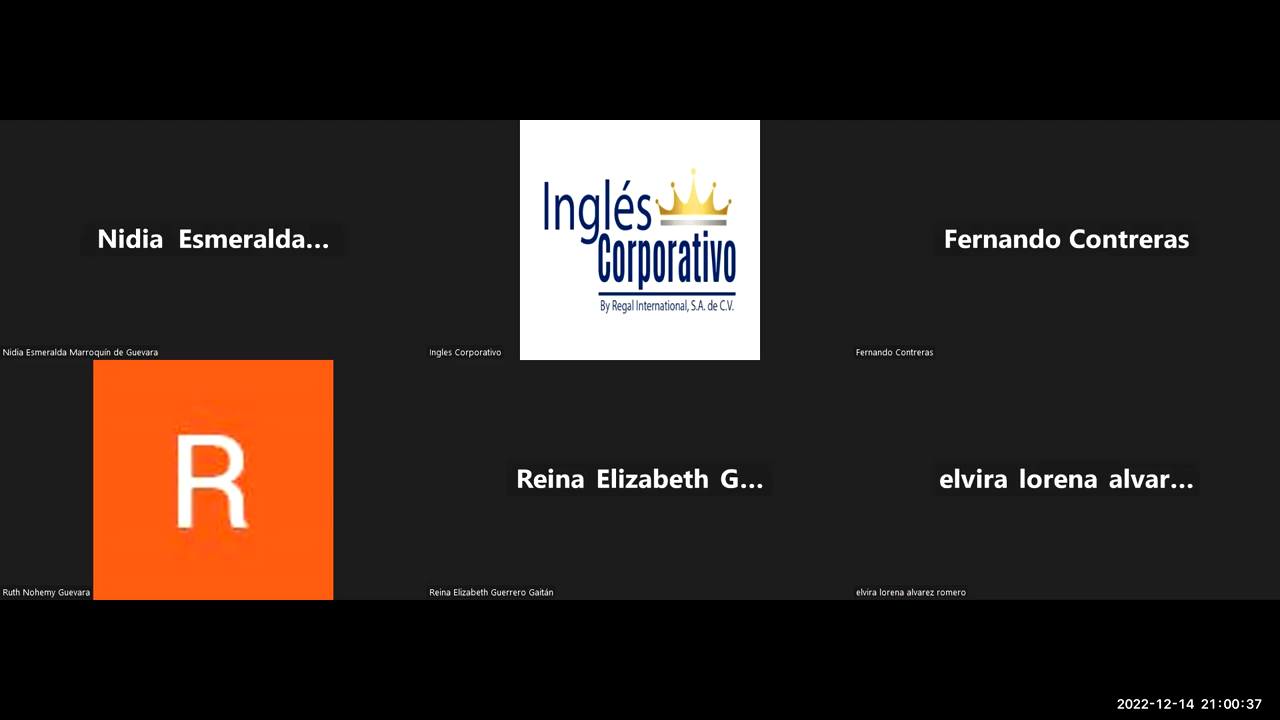 Nidia Esmeralda...
Nidia Esmeralda Marroquín de Guevara
Inglés
Corporativo
By Regal International, S.A. de C.V.
Ingles Corporativo
Fernando Contreras
Fernando Contreras
R
Ruth Nohemy Guevara
Reina Elizabeth G...
Reina Elizabeth Guerrero Gaitán
elvira lorena alvar...
elvira lorena alvarez romero
2022-12-14 21:00:37